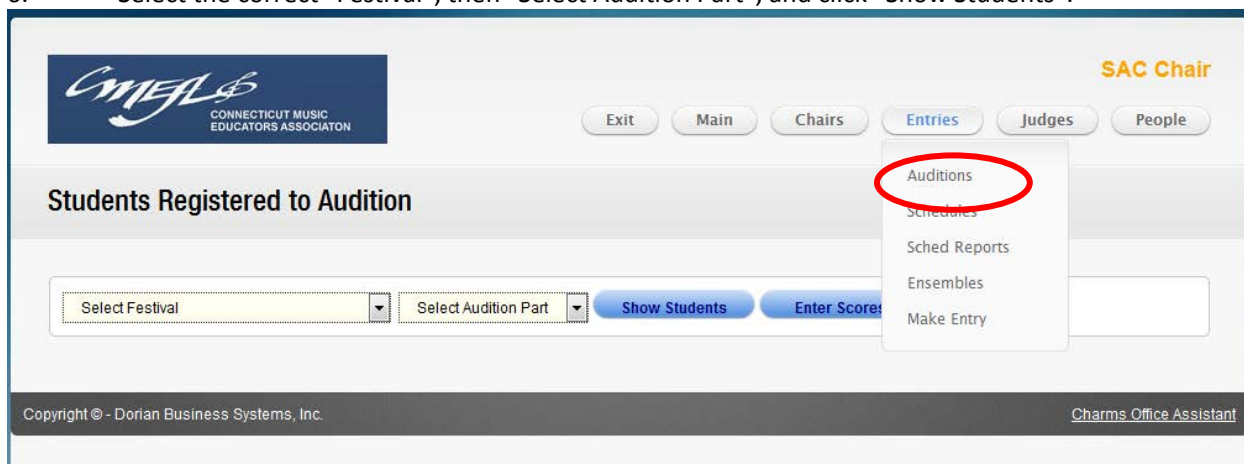 Select the correct "Festival", then "Select Audition Part", and click "Show Students".
CMEA
CONNECTICUT MUSIC
EDUCATORS ASSOCIATON
SAC Chair
Exit Main Chairs Entries Judges People
Students Registered to Audition
Auditions
Schedules
Sched Reports
Ensembles
Make Entry
Select Festival Select Audition Part Show Students Enter Scores
Copyright © - Dorian Business Systems, Inc. Charms Office Assistant